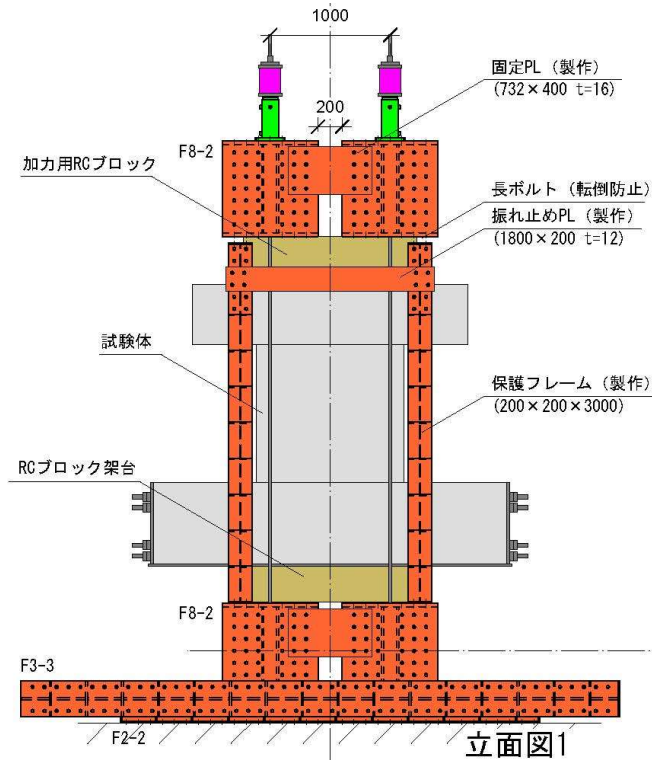 1000
固定PL（製作）
(732×400 t=16)
200
F8-2
加力用RCブロック
長ボルト（転倒防止）
振れ止めPL（製作）
(1800×200 t=12)
試験体
保護フレーム（製作）
(200×200×3000)
RCブロック架台
F8-2
F3-3
F2-2
立面図1